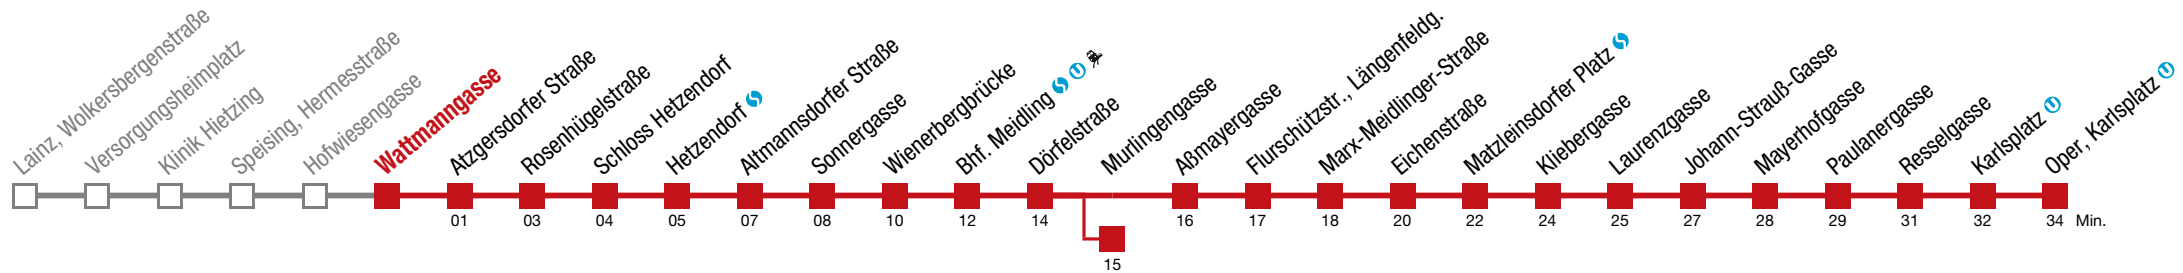 Lainz, Wolkersbergenstraße
Versorgungsheimplatz
Klinik Hietzing
Speising, Hermesstraße
Hofwiesengasse
Wattmanngasse
Atzgersdorfer Straße
Rosenhügelstraße
Schloss Hetzendorf
Hetzendorf S
Altmannsdorfer Straße
Sonnergasse
Wienerbergbrücke
Bhf. Meidling S U
Dörfelstraße
Murlingengasse
Aßmayergasse
Flurschützstr., Längenfeldg.
Marx-Meidlinger-Straße
Eichenstraße
Matzleinsdorfer Platz S
Kliebergasse
Laurenzgasse
Johann-Strauß-Gasse
Mayerhofgasse
Paulanergasse
Resselgasse
Karlsplatz U
Oper, Karlsplatz U
01 03 04 05 07 08 10 12 14 16 17 18 20 22 24 25 27 28 29 31 32 34 Min.
15